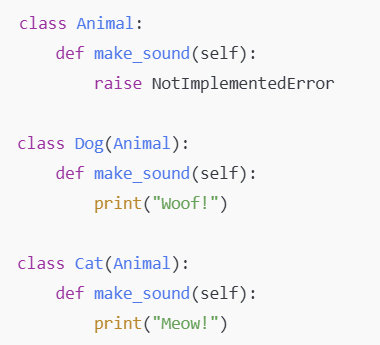 class Animal:
    def make_sound(self):
        raise NotImplementedError

class Dog(Animal):
    def make_sound(self):
        print("Woof!")

class Cat(Animal):
    def make_sound(self):
        print("Meow!")